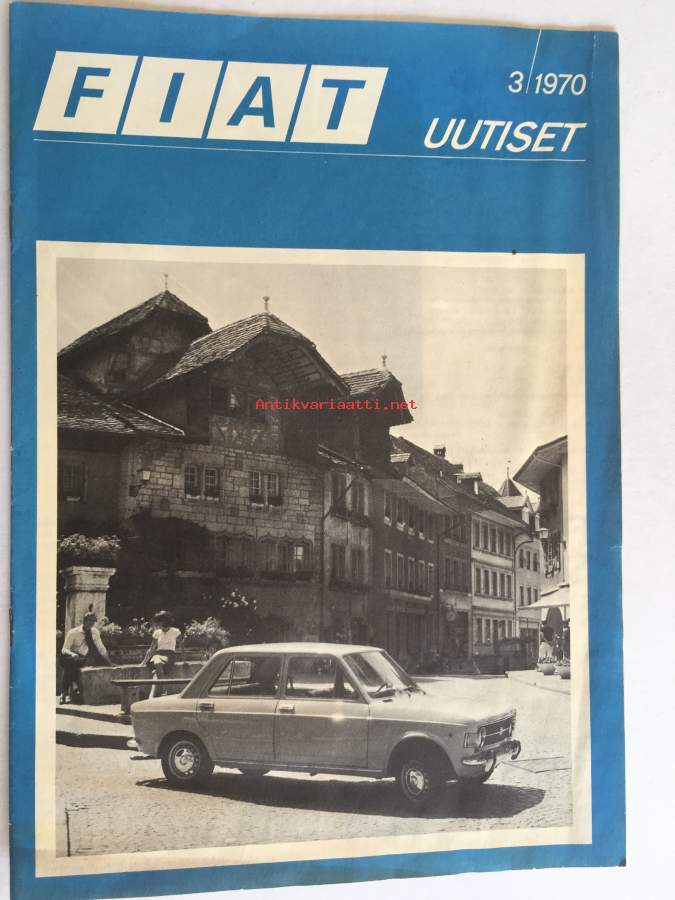 FIAT
3/1970
UUTISET
Antikvariaatti.net